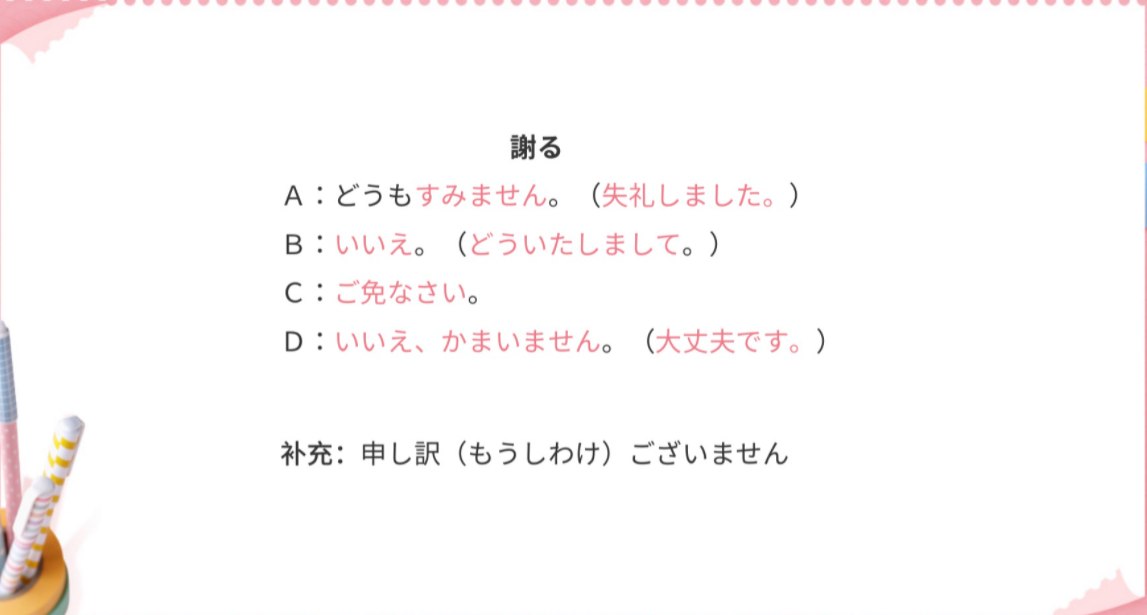 謝る
A：どうもすみません。（失礼しました。）
B：いいえ。（どういたしまして。）
C：ご免なさい。
D：いいえ、かまいません。（大丈夫です。）
补充：申し訳（もうしわけ）ございません